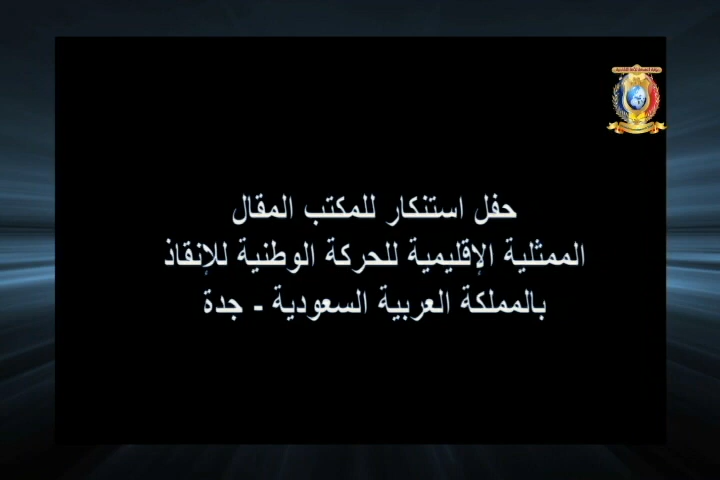 حفل استنكار للمكتب المقال
الممثلية الإقليمية للحركة الوطنية للإنقاذ
بالمملكة العربية السعودية - جدة